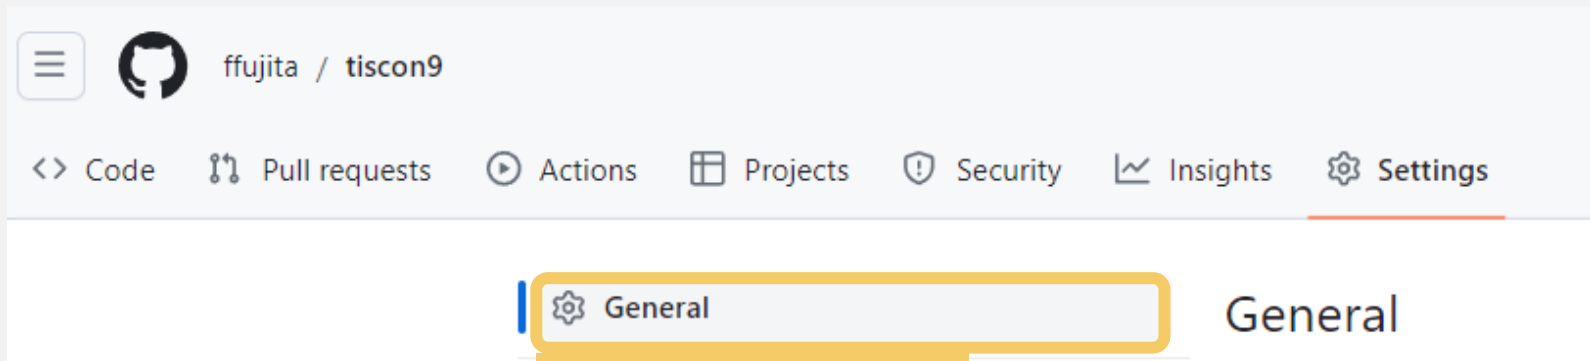 ffujita / tiscon9
Code Pull requests Actions Projects Security Insights Settings
General General